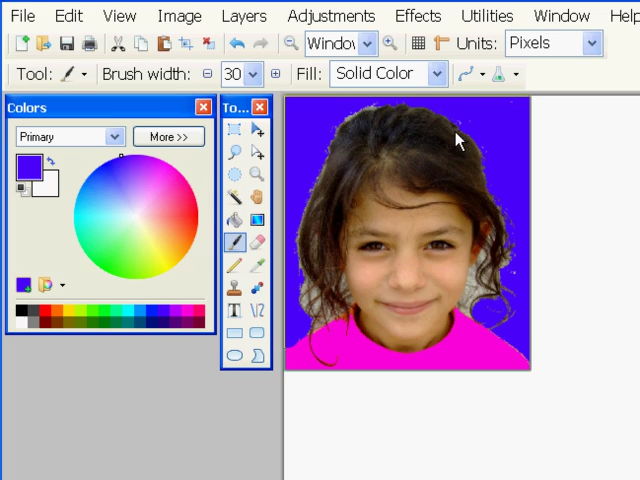 File Edit View Image Layers Adjustments Effects Utilities Window Help
Window Units: Pixels
Tool: Brush width: 30 Fill: Solid Color
Colors
To...
Primary More >>